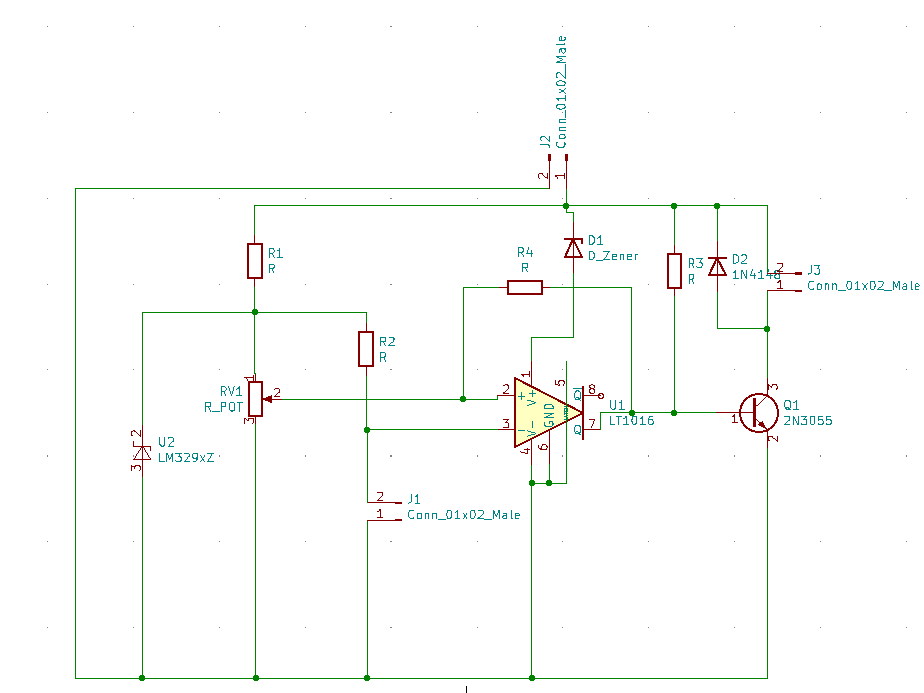 Conn_01x02_Male
J2
2
1
R1
R
R4
R
D1
D_Zener
R3
R
D2
1N4148
2
J3
1
Conn_01x02_Male
R2
R
1
RV1
2
R_POT
3
1
5
2
+
V+
Q
8
3
-
V-
GND
Q
7
4
6
U1
LT1016
3
Q1
1
2N3055
2
2
U2
LM329xZ
3
2
J1
1
Conn_01x02_Male